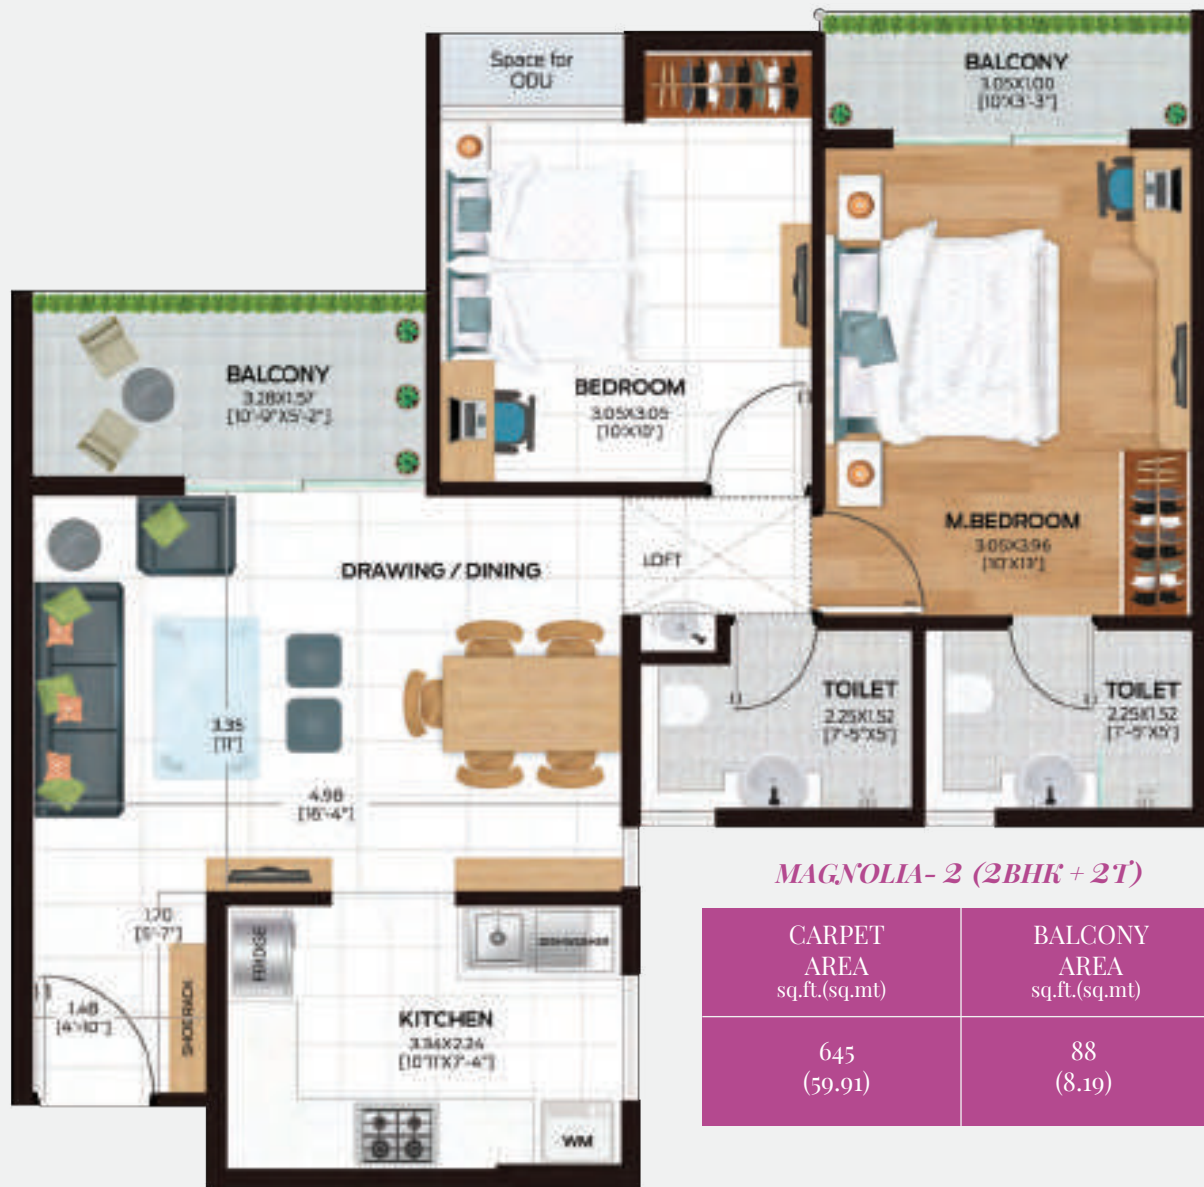 Space for
ODU
BALCONY
3.05X1.00
[10'X3'-3"]
BALCONY
3.28X1.57
[10'-9"X5'-2"]
BEDROOM
3.05X3.05
[10'X10']
M.BEDROOM
3.05X3.96
[10'X13']
DRAWING / DINING
LOFT
3.35
[11']
4.98
[16'-4"]
TOILET
2.25X1.52
[7'-5"X5']
TOILET
2.25X1.52
[7'-5"X5']
1.70
[5'-7"]
1.48
[4'-10"]
SHOE RACK
FRIDGE
DISHWASHER
KITCHEN
3.34X2.24
[10'11"X7'-4"]
WM
MAGNOLIA- 2 (2BHK + 2T)
CARPET
AREA
sq.ft.(sq.mt)
BALCONY
AREA
sq.ft.(sq.mt)
645
(59.91)
88
(8.19)